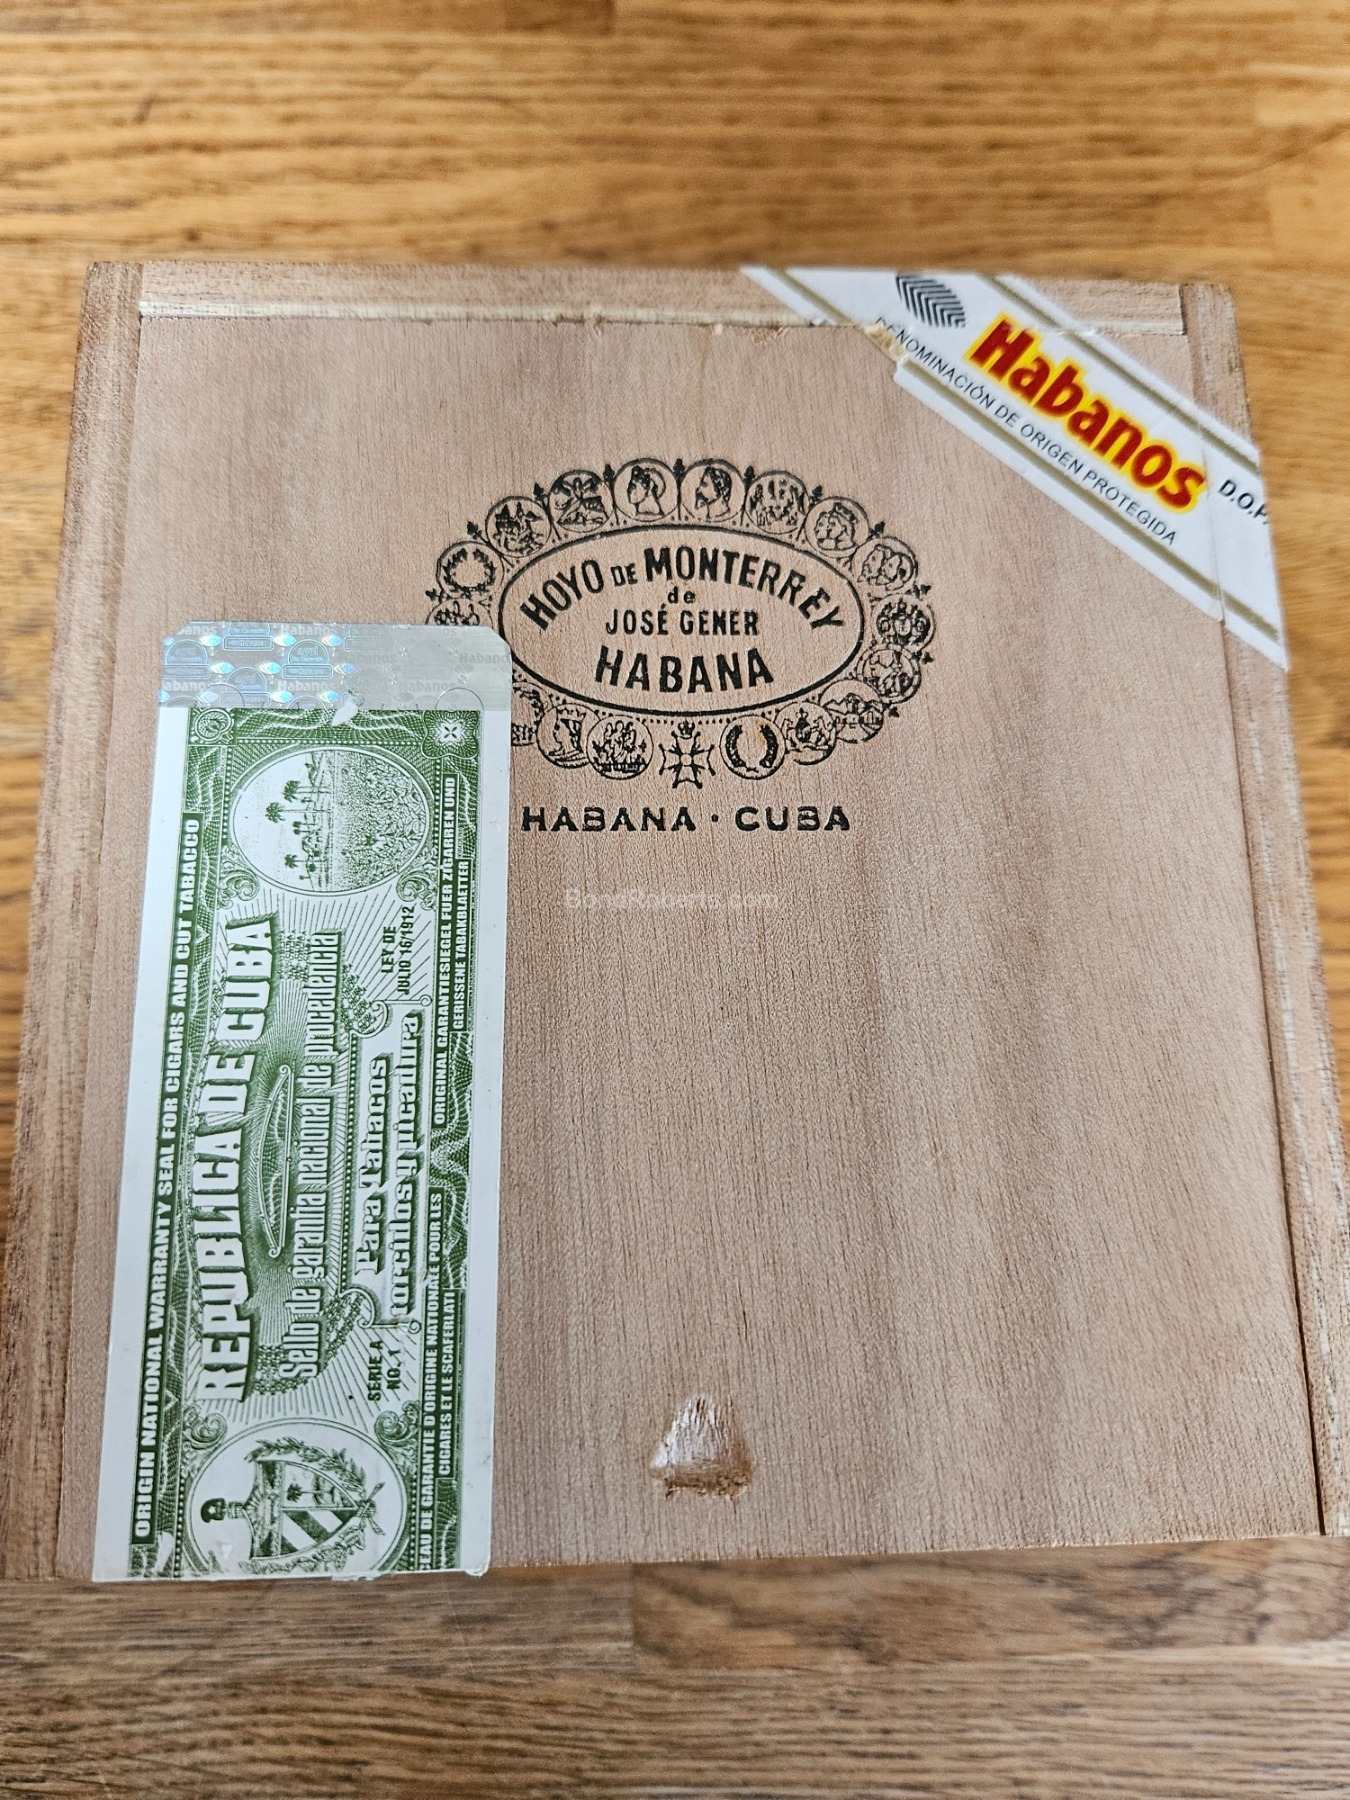 Habanos
DENOMINACIÓN DE ORIGEN PROTEGIDA
D.O.P.
HOYO DE MONTERREY
de
JOSÉ GENER
HABANA
HABANA · CUBA
BondRoberts.com
Habanos
ORIGIN NATIONAL WARRANTY SEAL FOR CIGARS AND CUT TABACCO
REPUBLICA DE CUBA
Sello de garantia nacional de procedencia
LEY DE
JULIO 16/1912
Para Tabacos
torcidos y picadura
SERIE A
NO. 1
ORIGINAL GARANTIESIEGEL FUER ZIGARREN UND
GERISSENE TABAKBLAETTER
SCEAU DE GARANTIE D'ORIGINE NATIONALE POUR LES
CIGARES ET LE SCAFERLATI